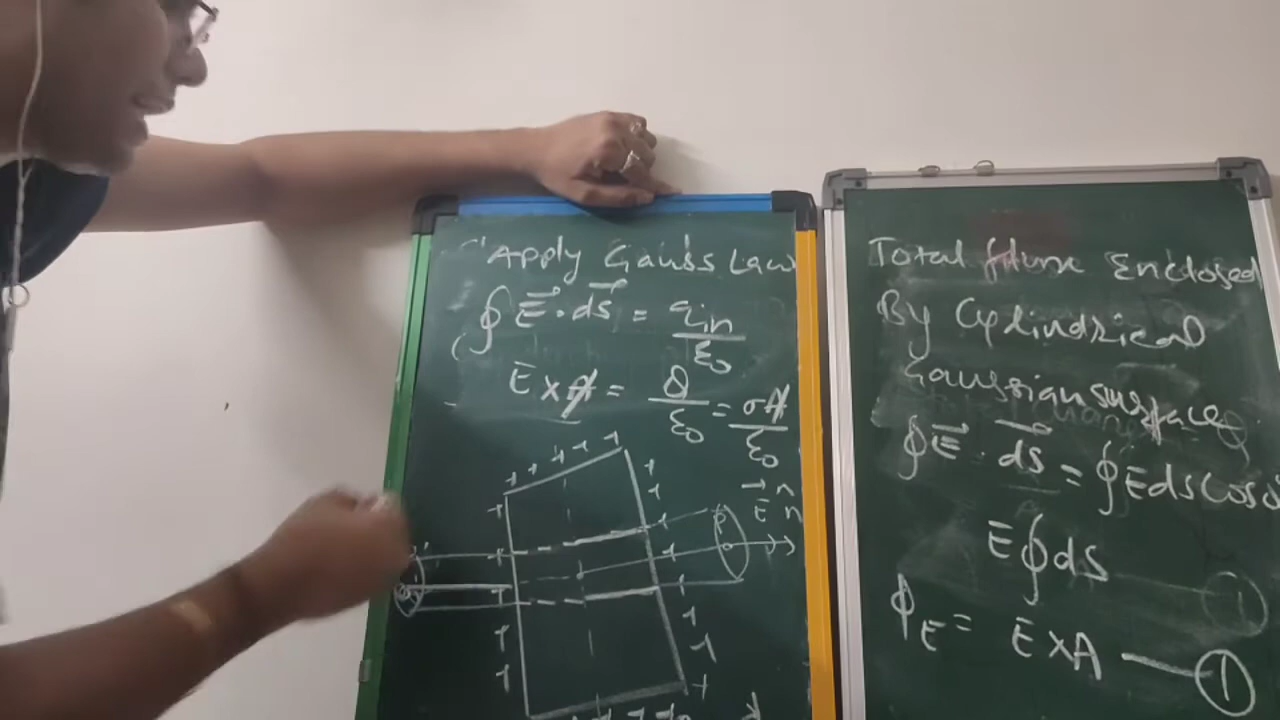 Apply Gauss Law
∮ E⃗ · ds⃗ = qin/ε0
E × A = Q/ε0 = σA/ε0
E⃗ n̂
P
Total flux Enclosed
By Cylindrical
Gaussian surface
∮ E⃗ · ds⃗ = ∮ E ds Cos0
E ∮ ds
ϕE = E × A — ①